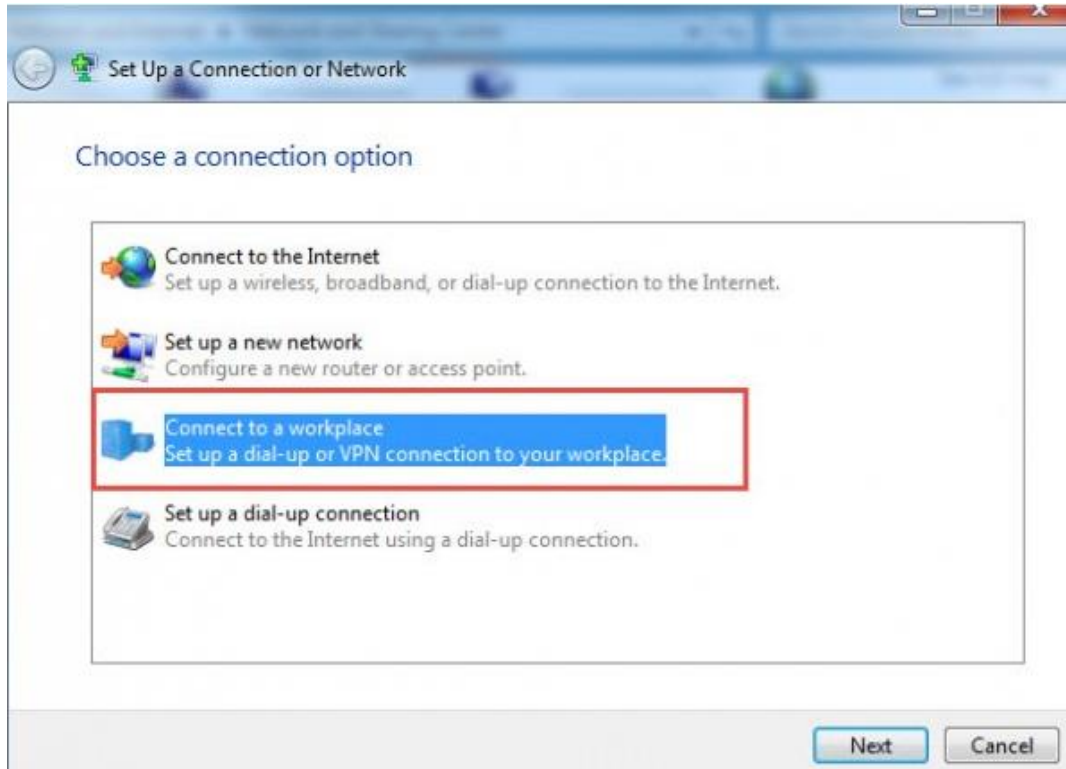 Set Up a Connection or Network
Choose a connection option
Connect to the Internet
Set up a wireless, broadband, or dial-up connection to the Internet.
Set up a new network
Configure a new router or access point.
Connect to a workplace
Set up a dial-up or VPN connection to your workplace.
Set up a dial-up connection
Connect to the Internet using a dial-up connection.
Next
Cancel